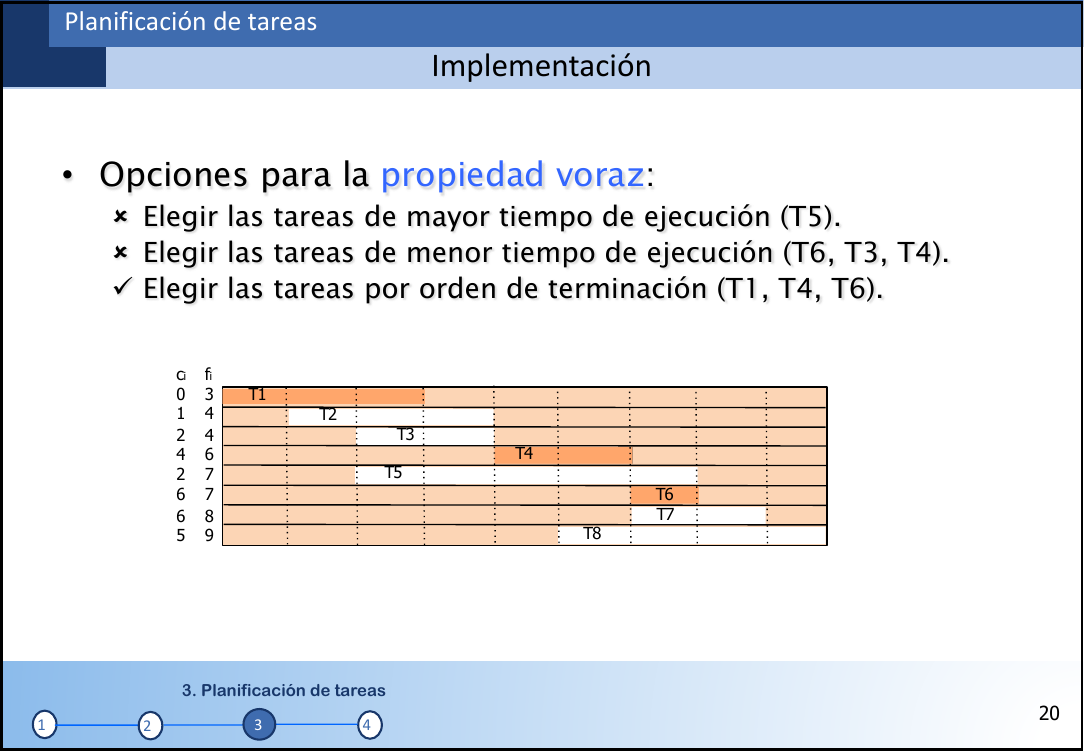 Planificación de tareas
Implementación
• Opciones para la propiedad voraz:
✗ Elegir las tareas de mayor tiempo de ejecución (T5).
✗ Elegir las tareas de menor tiempo de ejecución (T6, T3, T4).
✓ Elegir las tareas por orden de terminación (T1, T4, T6).
ci fi
0 3 T1
1 4 T2
2 4 T3
4 6 T4
2 7 T5
6 7 T6
6 8 T7
5 9 T8
3. Planificación de tareas
1 2 3 4
20